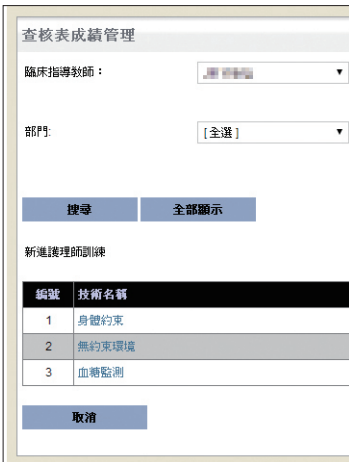 查核表成績管理
臨床指導教師：
部門:
[全選]
搜尋 全部顯示
新進護理師訓練
編號 技術名稱
1 身體約束
2 無約束環境
3 血糖監測
取消